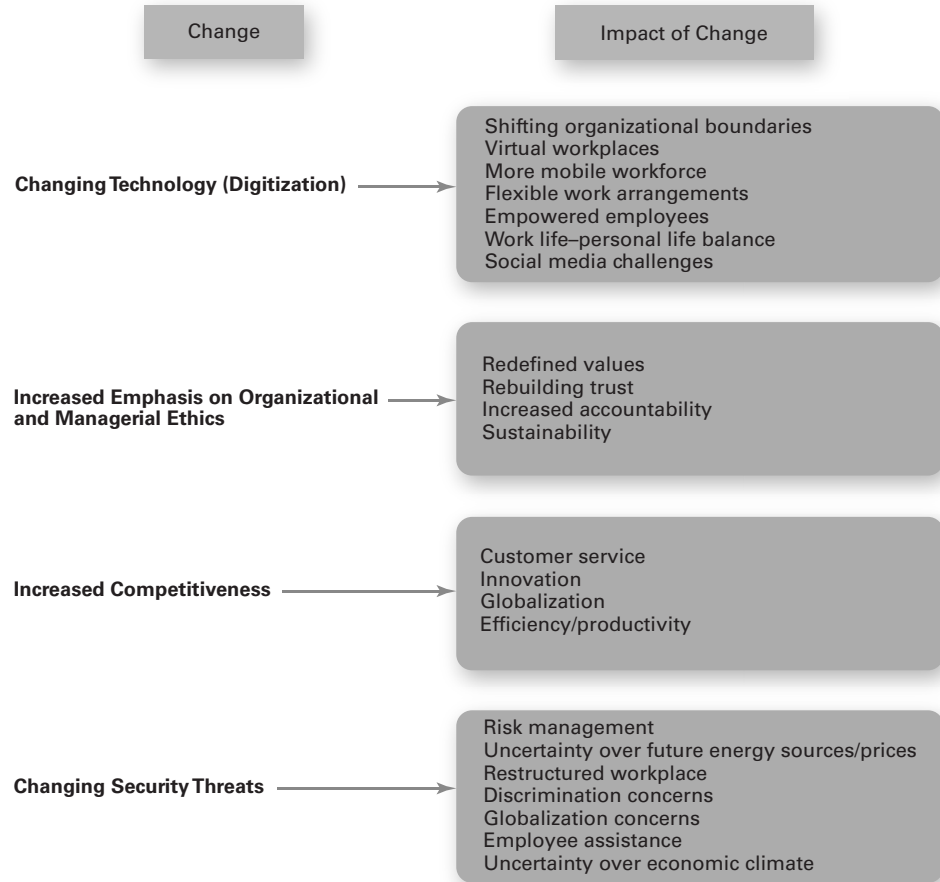 Change
Impact of Change
Changing Technology (Digitization)
Shifting organizational boundaries
Virtual workplaces
More mobile workforce
Flexible work arrangements
Empowered employees
Work life–personal life balance
Social media challenges
Increased Emphasis on Organizational
and Managerial Ethics
Redefined values
Rebuilding trust
Increased accountability
Sustainability
Increased Competitiveness
Customer service
Innovation
Globalization
Efficiency/productivity
Changing Security Threats
Risk management
Uncertainty over future energy sources/prices
Restructured workplace
Discrimination concerns
Globalization concerns
Employee assistance
Uncertainty over economic climate